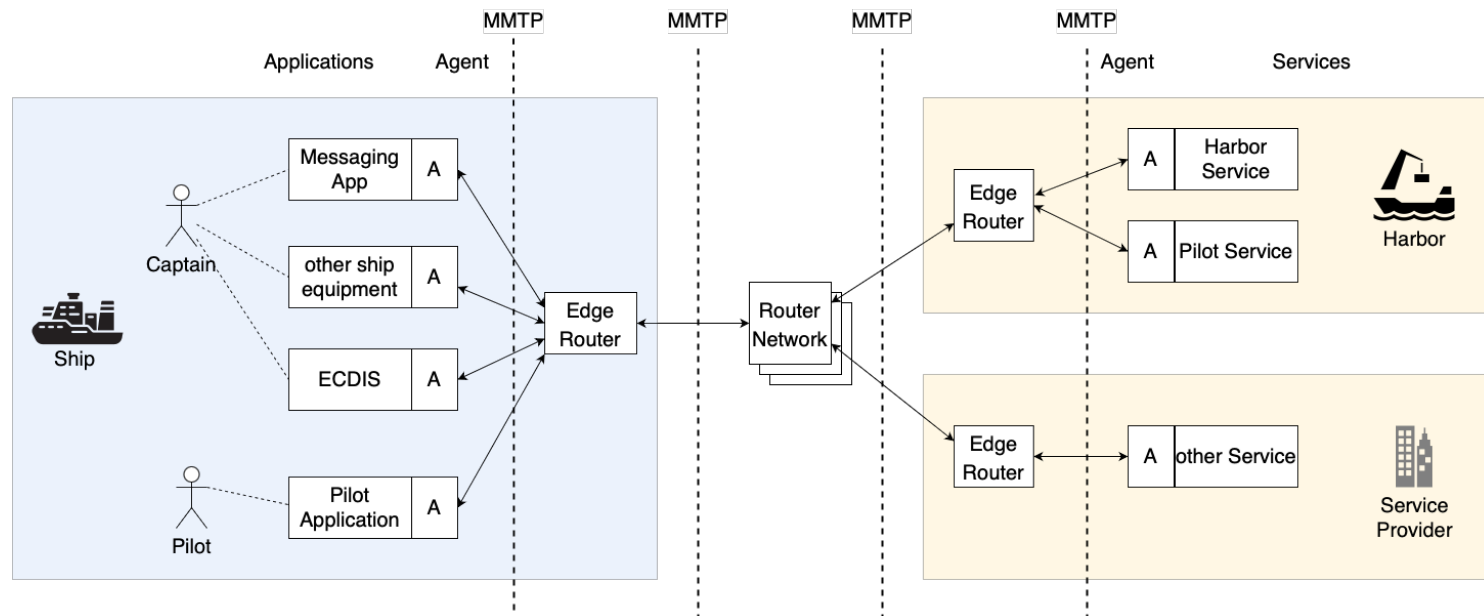 MMTP
MMTP
MMTP
MMTP
Applications
Agent
Agent
Services
Messaging
App
A
Captain
other ship
equipment
A
Ship
ECDIS
A
Pilot
Pilot
Application
A
Edge
Router
Router
Network
Edge
Router
A
Harbor
Service
A
Pilot Service
Harbor
Edge
Router
A
other Service
Service
Provider